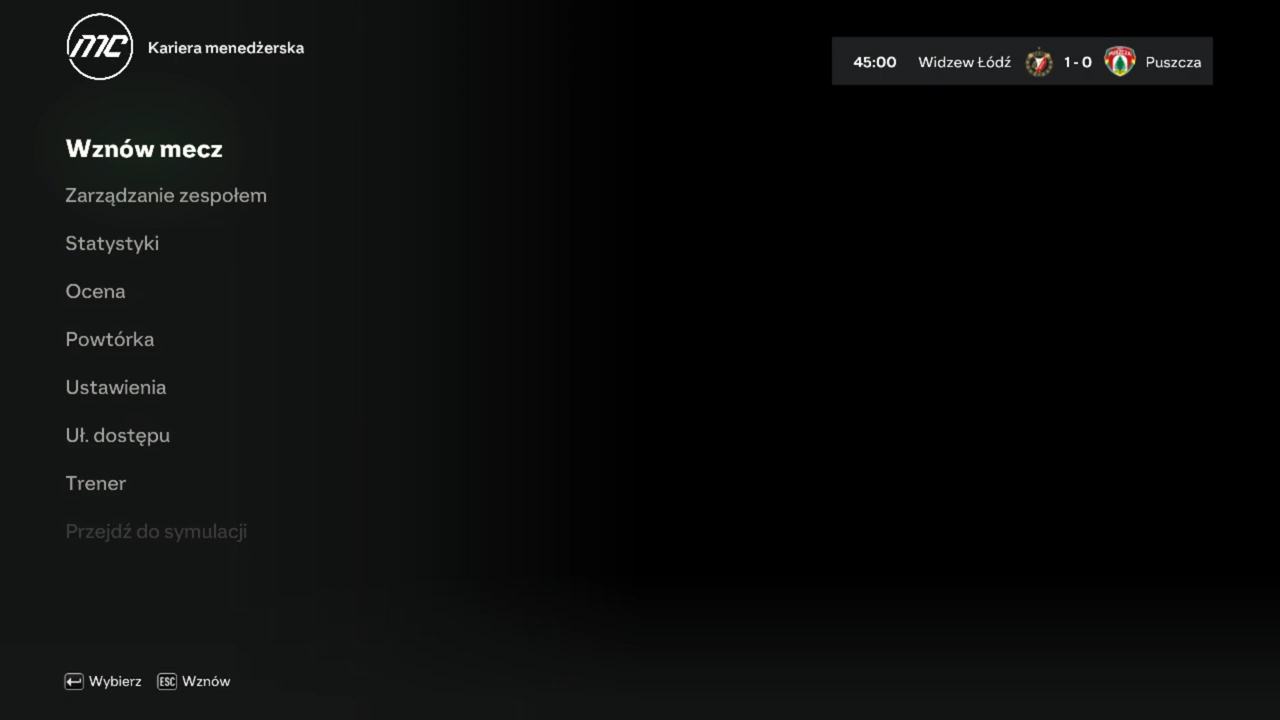 MC Kariera menedżerska
45:00 Widzew Łódź 1 - 0 Puszcza
Wznów mecz
Zarządzanie zespołem
Statystyki
Ocena
Powtórka
Ustawienia
Uł. dostępu
Trener
Przejdź do symulacji
Wybierz ESC Wznów